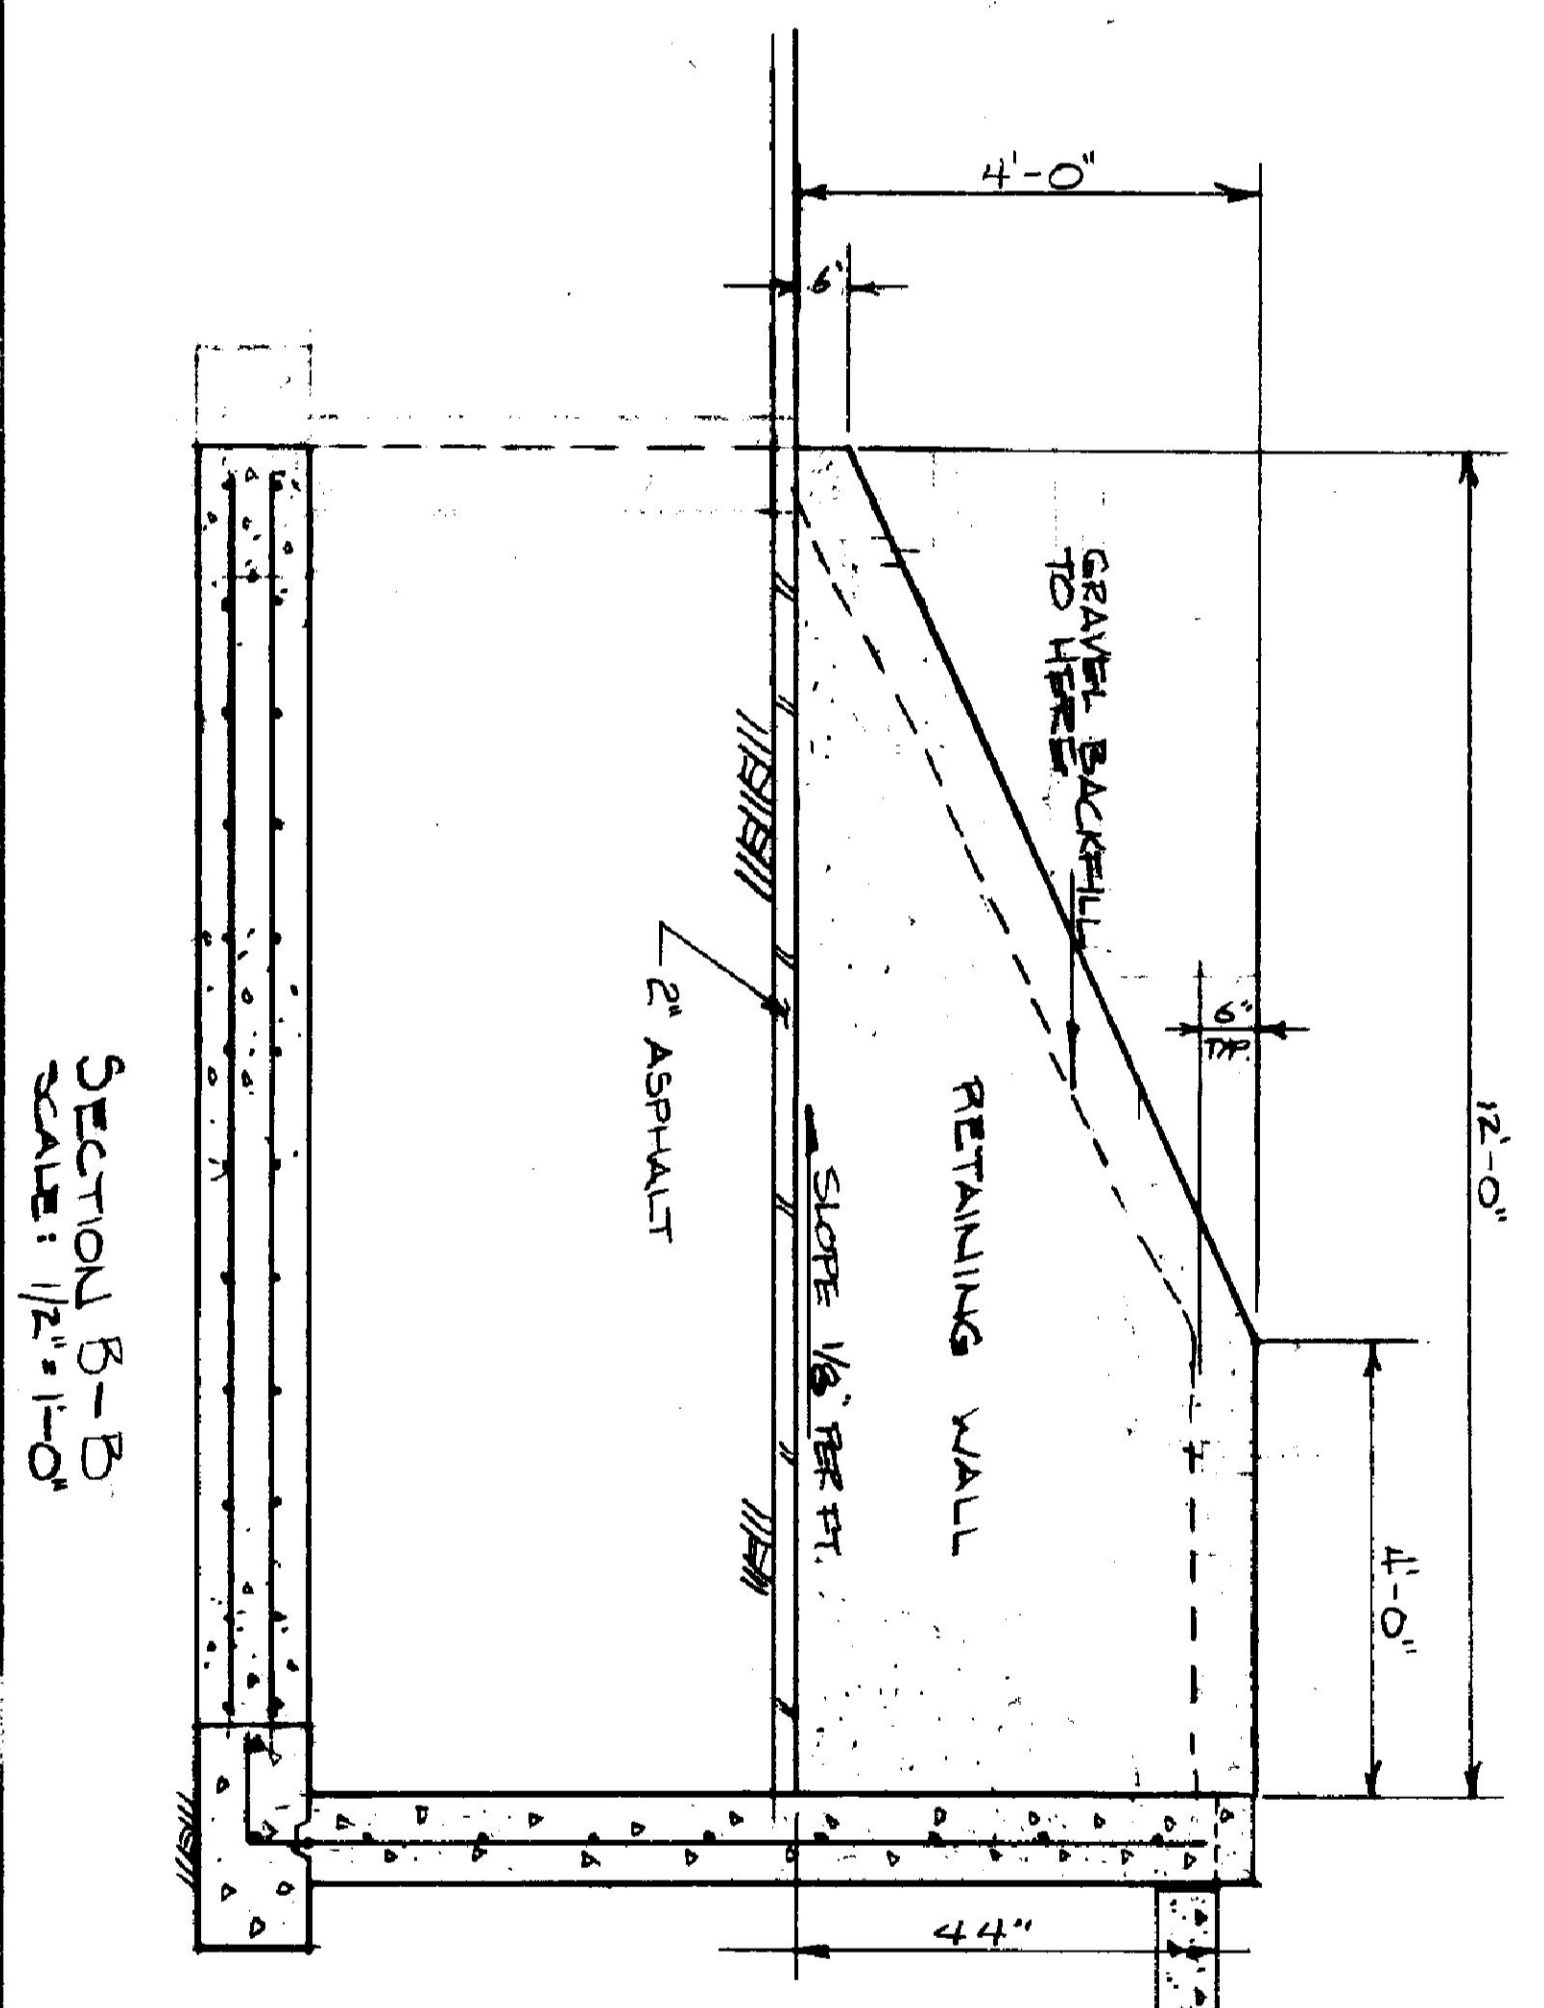 12'-0"
4'-0"
4'-0"
6"
6"
TYP.
GRAVEL BACKFILL
TO HERE
RETAINING WALL
SLOPE 1/8" PER FT.
2" ASPHALT
44"
SECTION B-B
SCALE: 1/2"=1'-0"